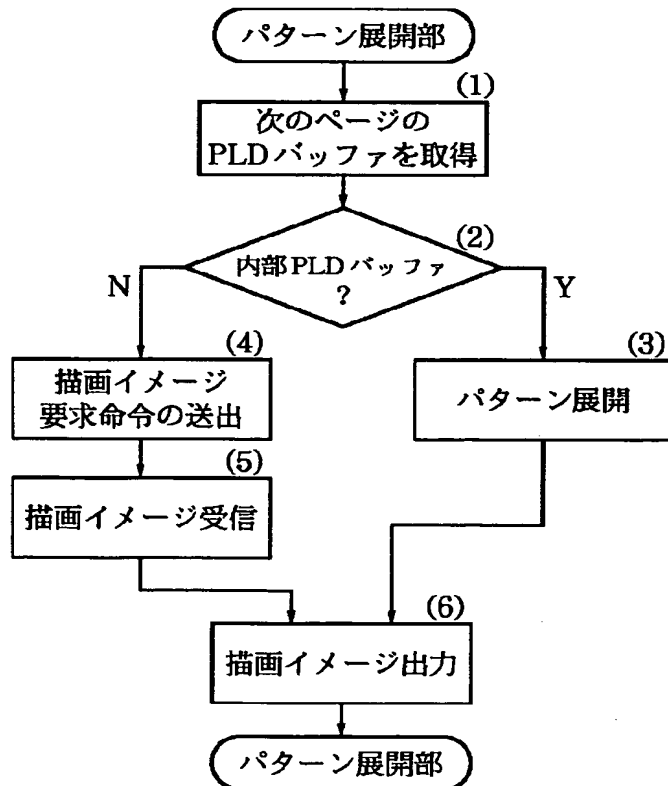 パターン展開部
(1)
次のページの
PLDバッファを取得
(2)
内部PLDバッファ
?
N
Y
(4)
描画イメージ
要求命令の送出
(3)
パターン展開
(5)
描画イメージ受信
(6)
描画イメージ出力
パターン展開部